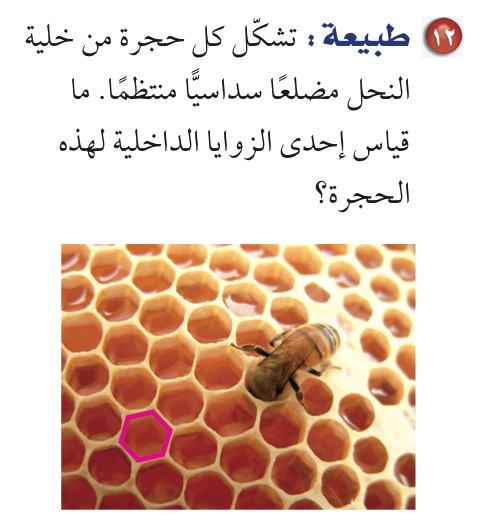 ١٢ طبيعة : تشكّل كل حجرة من خلية
النحل مضلعًا سداسيًّا منتظمًا. ما
قياس إحدى الزوايا الداخلية لهذه
الحجرة؟